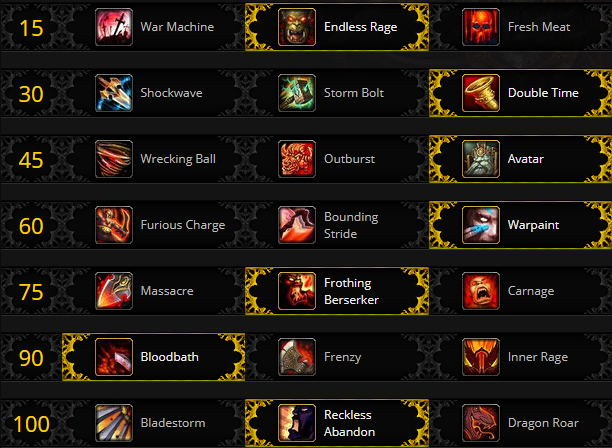 15 War Machine Endless Rage Fresh Meat
30 Shockwave Storm Bolt Double Time
45 Wrecking Ball Outburst Avatar
60 Furious Charge Bounding Stride Warpaint
75 Massacre Frothing Berserker Carnage
90 Bloodbath Frenzy Inner Rage
100 Bladestorm Reckless Abandon Dragon Roar